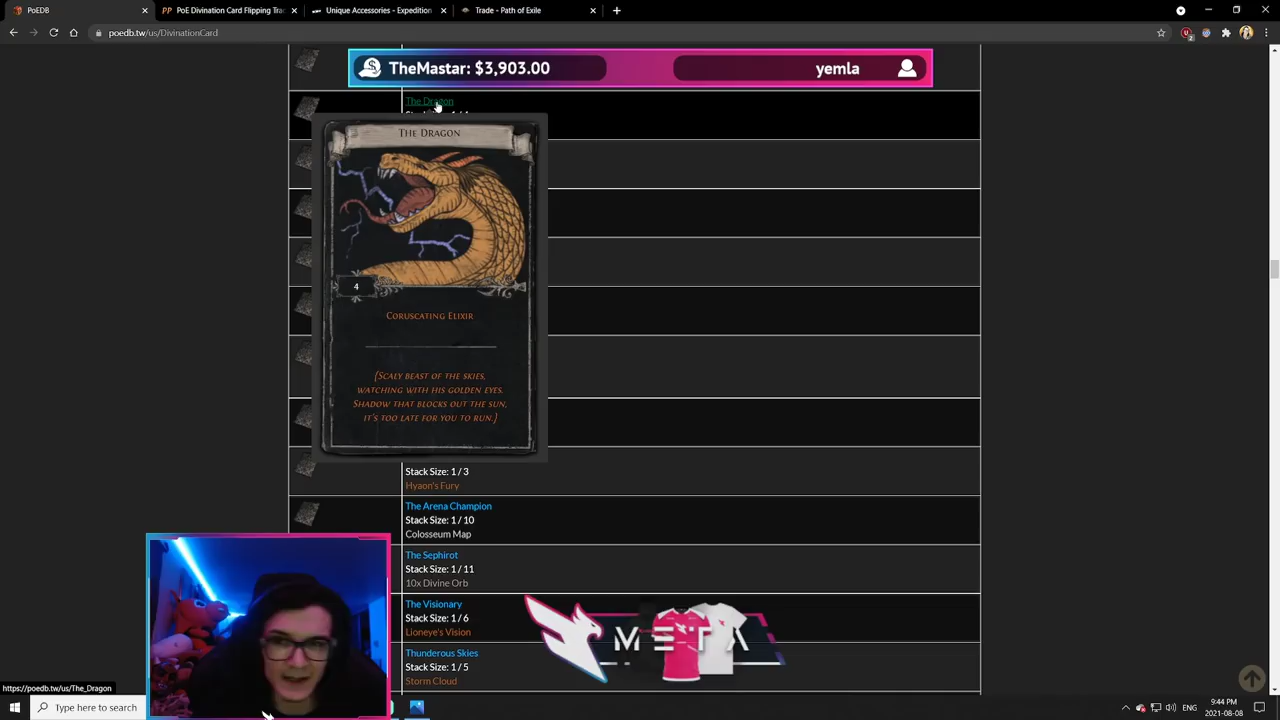 PoEDB
PoE Divination Card Flipping Trac
Unique Accessories - Expedition
Trade - Path of Exile
poedb.tw/us/DivinationCard
TheMastar: $3,903.00
yemla
The Dragon
THE DRAGON
4
CORUSCATING ELIXIR
{SCALY BEAST OF THE SKIES,
WATCHING WITH HIS GOLDEN EYES.
SHADOW THAT BLOCKS OUT THE SUN,
IT'S TOO LATE FOR YOU TO RUN.}
Stack Size: 1 / 3
Hyaon's Fury
The Arena Champion
Stack Size: 1 / 10
Colosseum Map
The Sephirot
Stack Size: 1 / 11
10x Divine Orb
The Visionary
Stack Size: 1 / 6
Lioneye's Vision
Thunderous Skies
Stack Size: 1 / 5
Storm Cloud
META
https://poedb.tw/us/The_Dragon
Type here to search
ENG
9:44 PM
2021-08-08